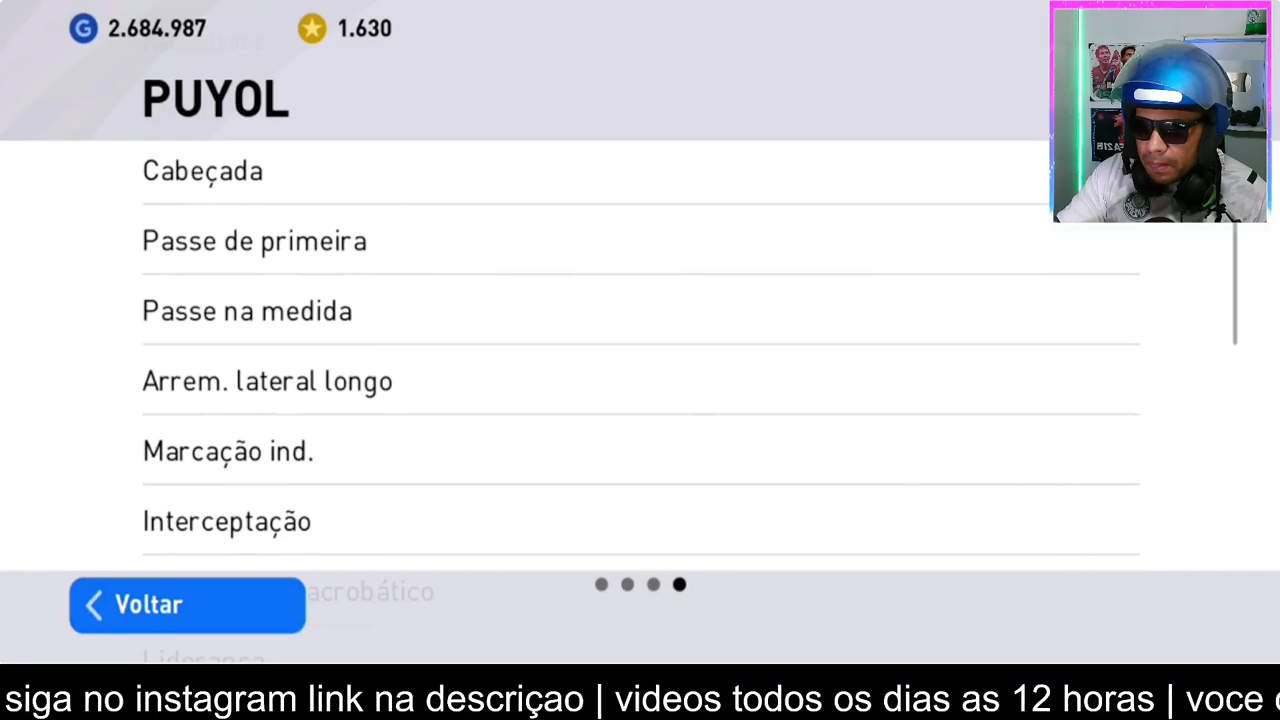 G 2.684.987 1.630
PUYOL
Cabeçada
Passe de primeira
Passe na medida
Arrem. lateral longo
Marcação ind.
Interceptação
acrobático
Voltar
Liderança
siga no instagram link na descriçao | videos todos os dias as 12 horas | voce